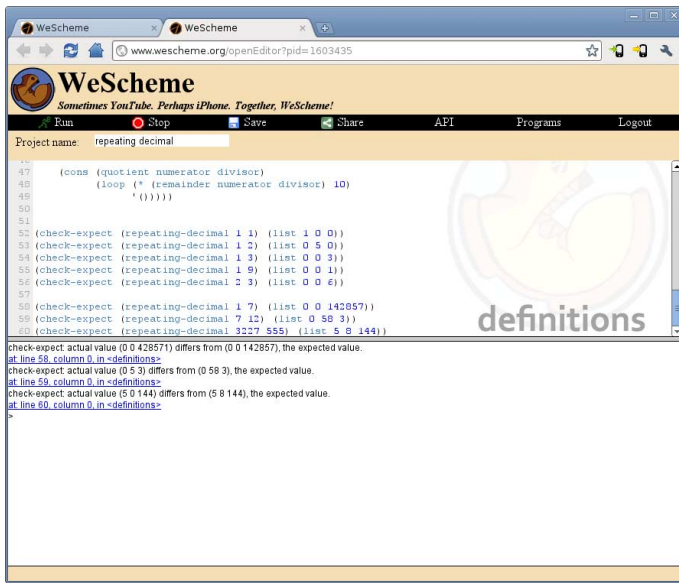 WeScheme
WeScheme
www.wescheme.org/openEditor?pid=1603435
WeScheme
Sometimes YouTube. Perhaps iPhone. Together, WeScheme!
Run Stop Save Share API Programs Logout
Project name: repeating decimal
47 (cons (quotient numerator divisor)
48 (loop (* (remainder numerator divisor) 10)
49 '()))))
50
51
52 (check-expect (repeating-decimal 1 1) (list 1 0 0))
53 (check-expect (repeating-decimal 1 2) (list 0 5 0))
54 (check-expect (repeating-decimal 1 3) (list 0 0 3))
55 (check-expect (repeating-decimal 1 9) (list 0 0 1))
56 (check-expect (repeating-decimal 2 3) (list 0 0 6))
57
58 (check-expect (repeating-decimal 1 7) (list 0 0 142857))
59 (check-expect (repeating-decimal 7 12) (list 0 58 3))
60 (check-expect (repeating-decimal 3227 555) (list 5 8 144))
definitions
check-expect: actual value (0 0 428571) differs from (0 0 142857), the expected value.
at: line 58, column 0, in <definitions>
check-expect: actual value (0 5 3) differs from (0 58 3), the expected value.
at: line 59, column 0, in <definitions>
check-expect: actual value (5 0 144) differs from (5 8 144), the expected value.
at: line 60, column 0, in <definitions>
>